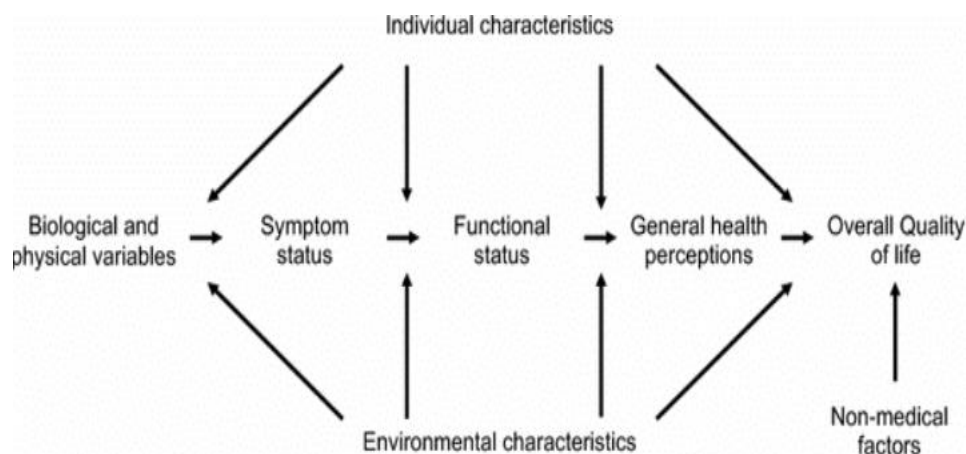 Individual characteristics
Biological and
physical variables
Symptom
status
Functional
status
General health
perceptions
Overall Quality
of life
Non-medical
factors
Environmental characteristics